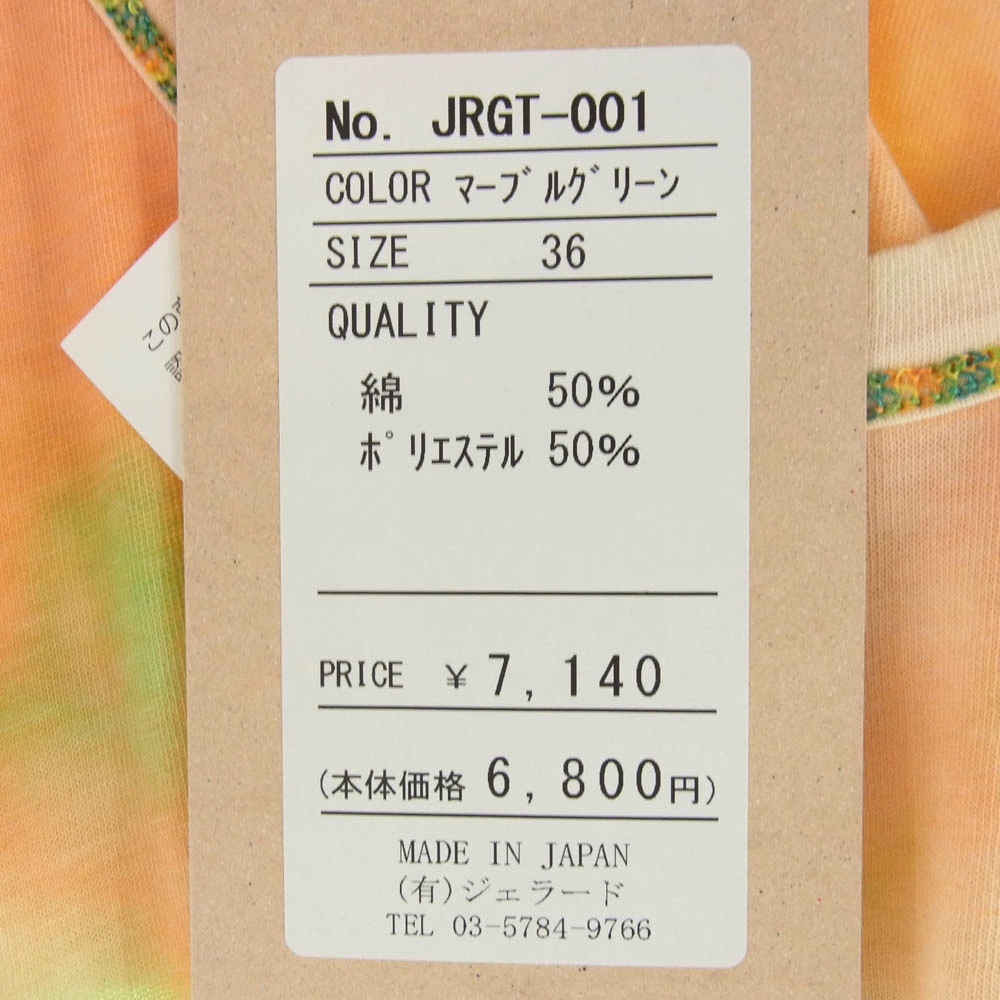 No. JRGT-001
COLOR ﾏｰﾌﾞﾙｸﾞﾘｰﾝ
SIZE 36
QUALITY
綿 50%
ﾎﾟﾘｴｽﾃﾙ 50%
PRICE ¥ 7,140
(本体価格 6,800円)
MADE IN JAPAN
(有)ジェラード
TEL 03-5784-9766
この